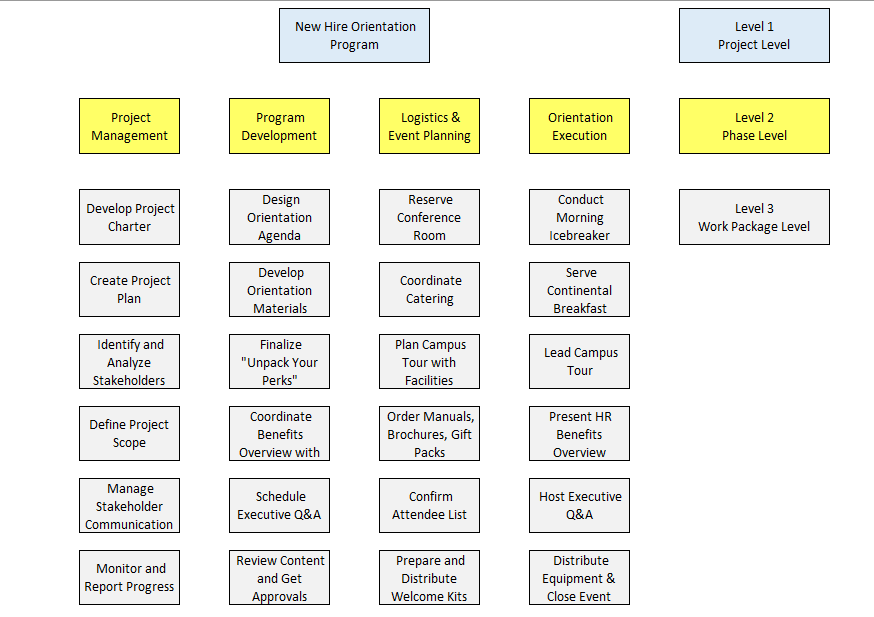 New Hire Orientation
Program
Level 1
Project Level
Project
Management
Program
Development
Logistics &
Event Planning
Orientation
Execution
Level 2
Phase Level
Develop Project
Charter
Design
Orientation
Agenda
Reserve
Conference
Room
Conduct
Morning
Icebreaker
Level 3
Work Package Level
Create Project
Plan
Develop
Orientation
Materials
Coordinate
Catering
Serve
Continental
Breakfast
Identify and
Analyze
Stakeholders
Finalize
"Unpack Your
Perks"
Plan Campus
Tour with
Facilities
Lead Campus
Tour
Define Project
Scope
Coordinate
Benefits
Overview with
Order Manuals,
Brochures, Gift
Packs
Present HR
Benefits
Overview
Manage
Stakeholder
Communication
Schedule
Executive Q&A
Confirm
Attendee List
Host Executive
Q&A
Monitor and
Report Progress
Review Content
and Get
Approvals
Prepare and
Distribute
Welcome Kits
Distribute
Equipment &
Close Event